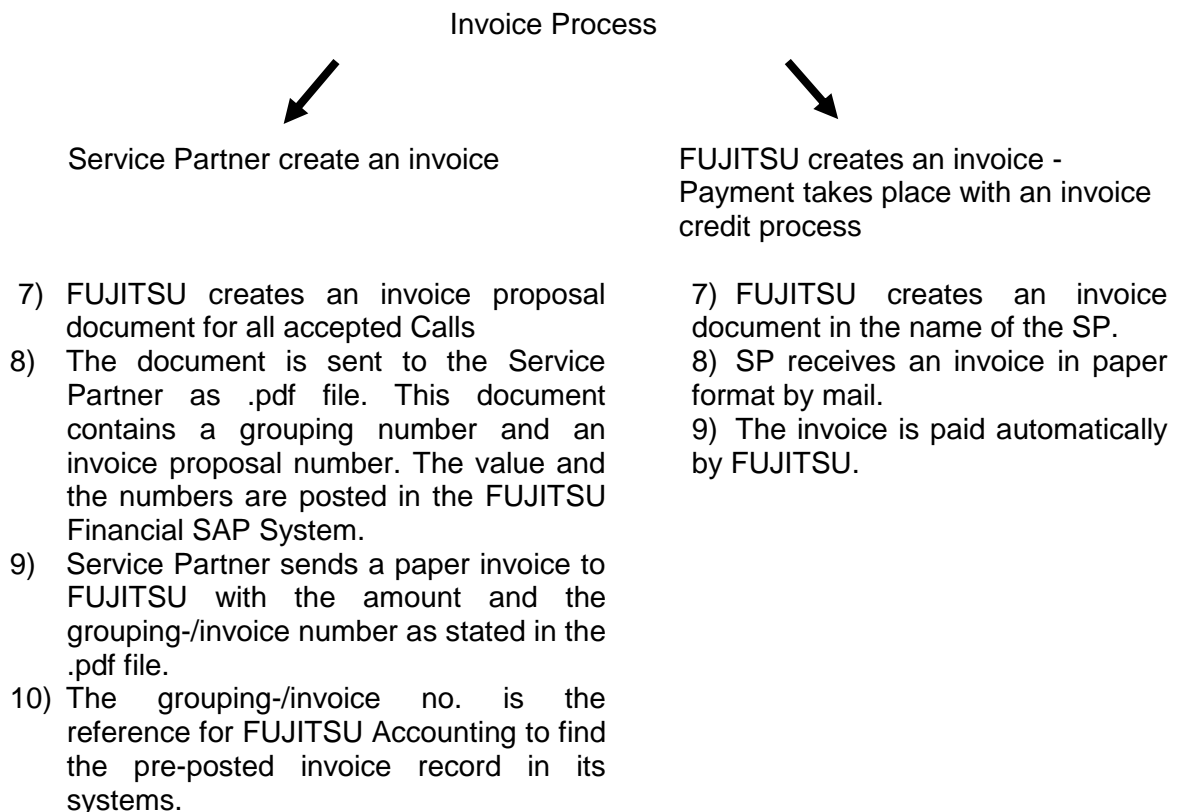 Invoice Process
Service Partner create an invoice
7) FUJITSU creates an invoice proposal
document for all accepted Calls
8) The document is sent to the Service
Partner as .pdf file. This document
contains a grouping number and an
invoice proposal number. The value and
the numbers are posted in the FUJITSU
Financial SAP System.
9) Service Partner sends a paper invoice to
FUJITSU with the amount and the
grouping-/invoice number as stated in the
.pdf file.
10) The grouping-/invoice no. is the
reference for FUJITSU Accounting to find
the pre-posted invoice record in its
systems.
FUJITSU creates an invoice -
Payment takes place with an invoice
credit process
7) FUJITSU creates an invoice
document in the name of the SP.
8) SP receives an invoice in paper
format by mail.
9) The invoice is paid automatically
by FUJITSU.